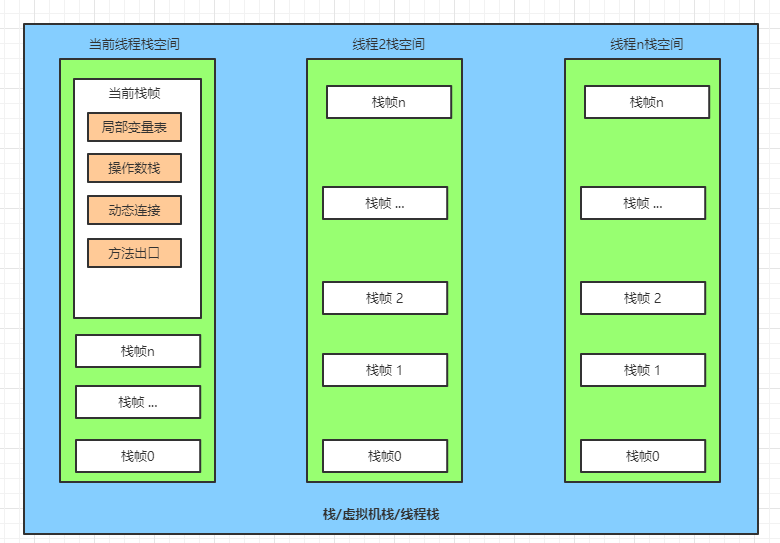 当前线程栈空间
当前栈帧
局部变量表
操作数栈
动态连接
方法出口
栈帧n
栈帧 ...
栈帧0
线程2栈空间
栈帧n
栈帧 ...
栈帧 2
栈帧 1
栈帧0
线程n栈空间
栈帧n
栈帧 ...
栈帧 2
栈帧 1
栈帧0
栈/虚拟机栈/线程栈